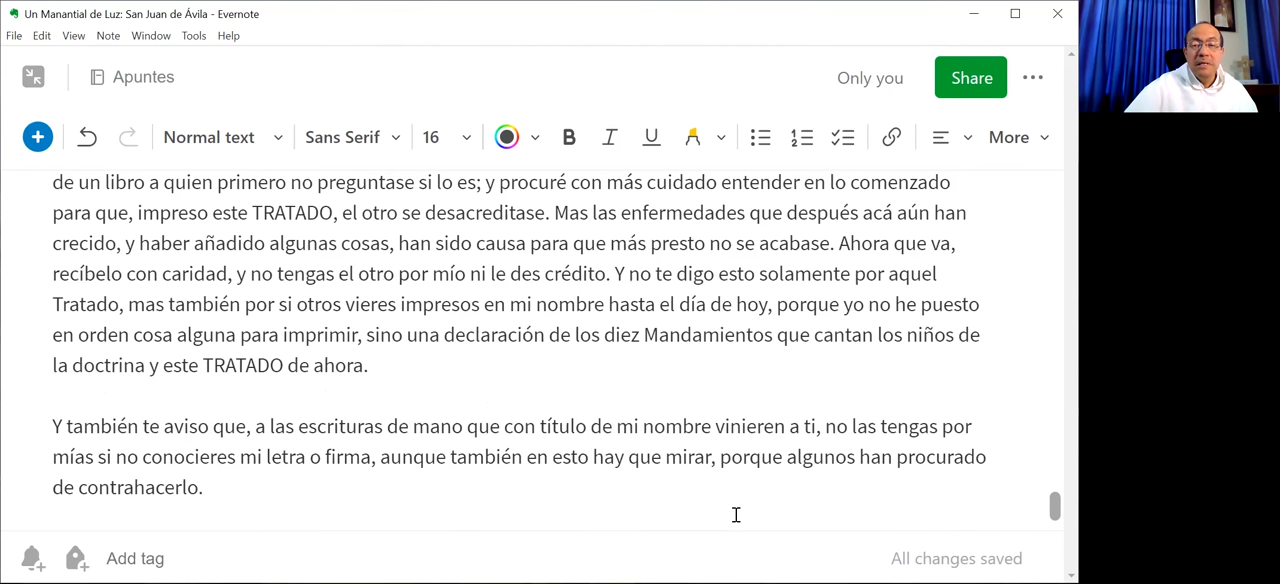 Un Manantial de Luz: San Juan de Ávila - Evernote
File Edit View Note Window Tools Help
Apuntes
Only you
Share
Normal text
Sans Serif
16
More
de un libro a quien primero no preguntase si lo es; y procuré con más cuidado entender en lo comenzado
para que, impreso este TRATADO, el otro se desacreditase. Mas las enfermedades que después acá aún han
crecido, y haber añadido algunas cosas, han sido causa para que más presto no se acabase. Ahora que va,
recíbelo con caridad, y no tengas el otro por mío ni le des crédito. Y no te digo esto solamente por aquel
Tratado, mas también por si otros vieres impresos en mi nombre hasta el día de hoy, porque yo no he puesto
en orden cosa alguna para imprimir, sino una declaración de los diez Mandamientos que cantan los niños de
la doctrina y este TRATADO de ahora.
Y también te aviso que, a las escrituras de mano que con título de mi nombre vinieren a ti, no las tengas por
mías si no conocieres mi letra o firma, aunque también en esto hay que mirar, porque algunos han procurado
de contrahacerlo.
Add tag
All changes saved